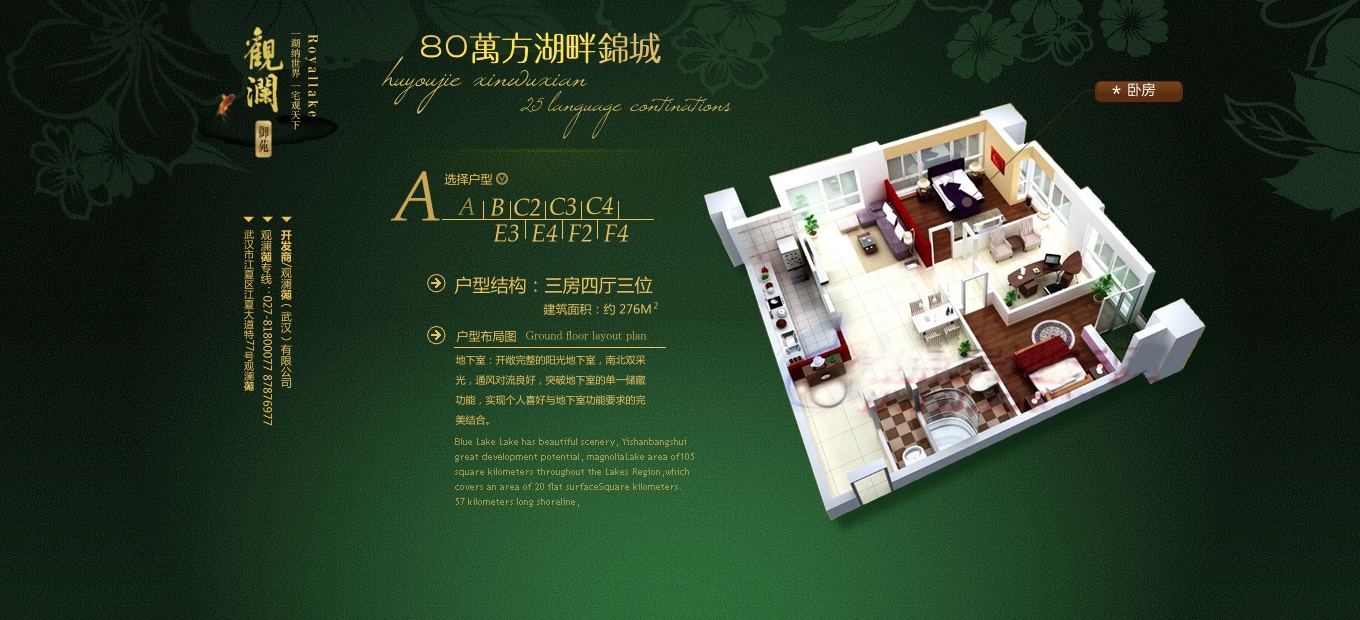 觀瀾
御苑
一湖纳世界 一宅观天下
Royallake
80萬方湖畔錦城
huyoujie xinwuxian
25 language continations
* 卧房
A
选择户型
A B C2 C3 C4
E3 E4 F2 F4
开发商/观澜御苑（武汉）有限公司
观澜御苑专线：027-81800077 87876977
武汉市江夏区江夏大道特77号观澜御苑
户型结构：三房四厅三位
建筑面积：约 276M²
户型布局图 Ground floor layout plan
地下室：开敞完整的阳光地下室，南北双采
光，通风对流良好，突破地下室的单一储藏
功能，实现个人喜好与地下室功能要求的完
美结合。
Blue Lake Lake has beautiful scenery, Yishanbangshui
great development potential, magnoliaLake area of105
square kilometers throughout the Lakes Region,which
covers an area of 20 flat surfaceSquare kilometers.
57 kilometers long shoreline,